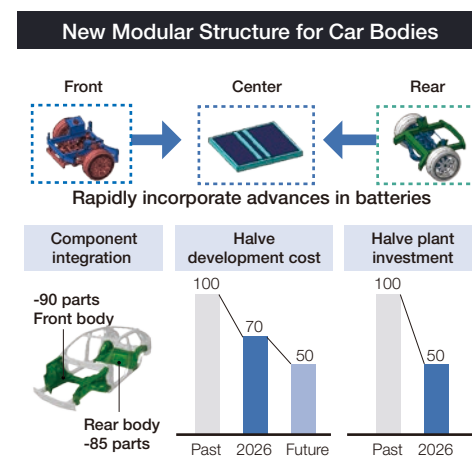 New Modular Structure for Car Bodies
Front
Center
Rear
Rapidly incorporate advances in batteries
Component
integration
-90 parts
Front body
Rear body
-85 parts
Halve
development cost
100
70
50
Past
2026
Future
Halve plant
investment
100
50
Past
2026